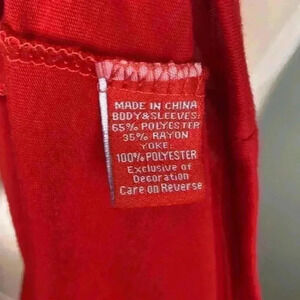 MADE IN CHINA
BODY&SLEEVES:
65% POLYESTER
35% RAYON
YOKE:
100% POLYESTER
Exclusive of
Decoration
Care on Reverse